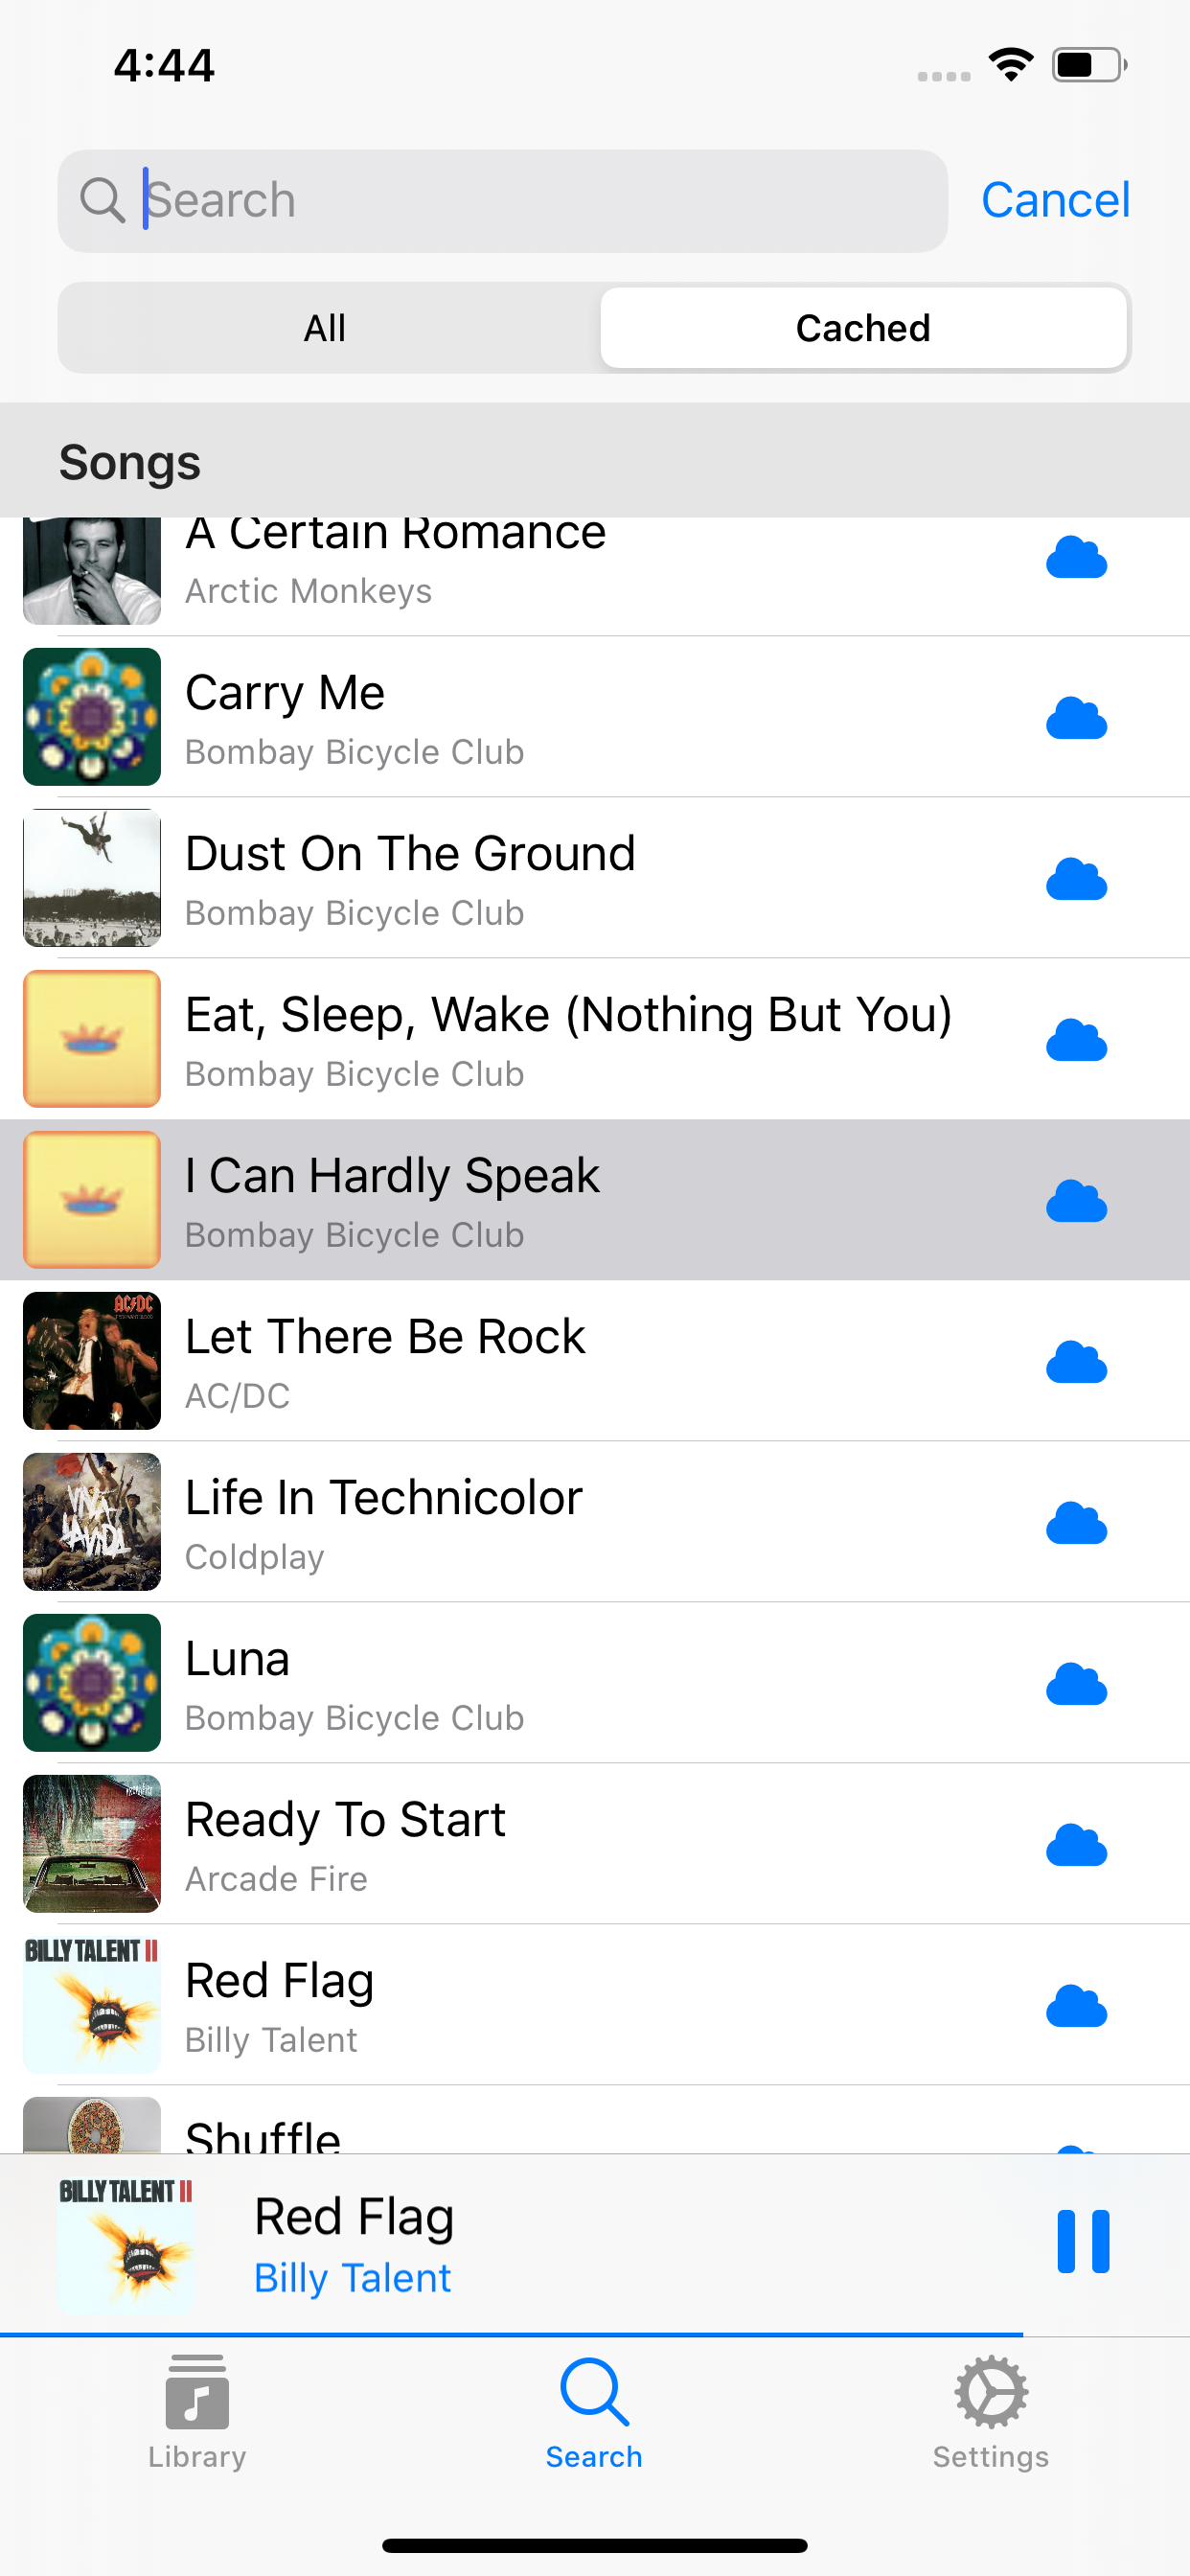 4:44
Search
Cancel
All
Cached
Songs
A Certain Romance
Arctic Monkeys
Carry Me
Bombay Bicycle Club
Dust On The Ground
Bombay Bicycle Club
Eat, Sleep, Wake (Nothing But You)
Bombay Bicycle Club
I Can Hardly Speak
Bombay Bicycle Club
AC/DC
Let There Be Rock
AC/DC
VIVA
LA VIDA
Life In Technicolor
Coldplay
Luna
Bombay Bicycle Club
Ready To Start
Arcade Fire
BILLY TALENT II
Red Flag
Billy Talent
Shuffle
BILLY TALENT II
Red Flag
Billy Talent
Library
Search
Settings